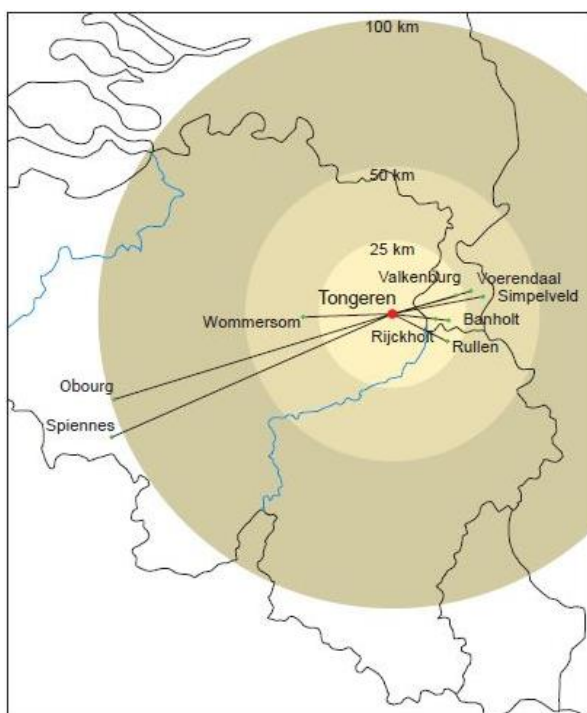 100 km
50 km
25 km
Valkenburg
Voerendaal
Tongeren
Simpelveld
Wommersom
Banholt
Rijckholt
Rullen
Obourg
Spiennes